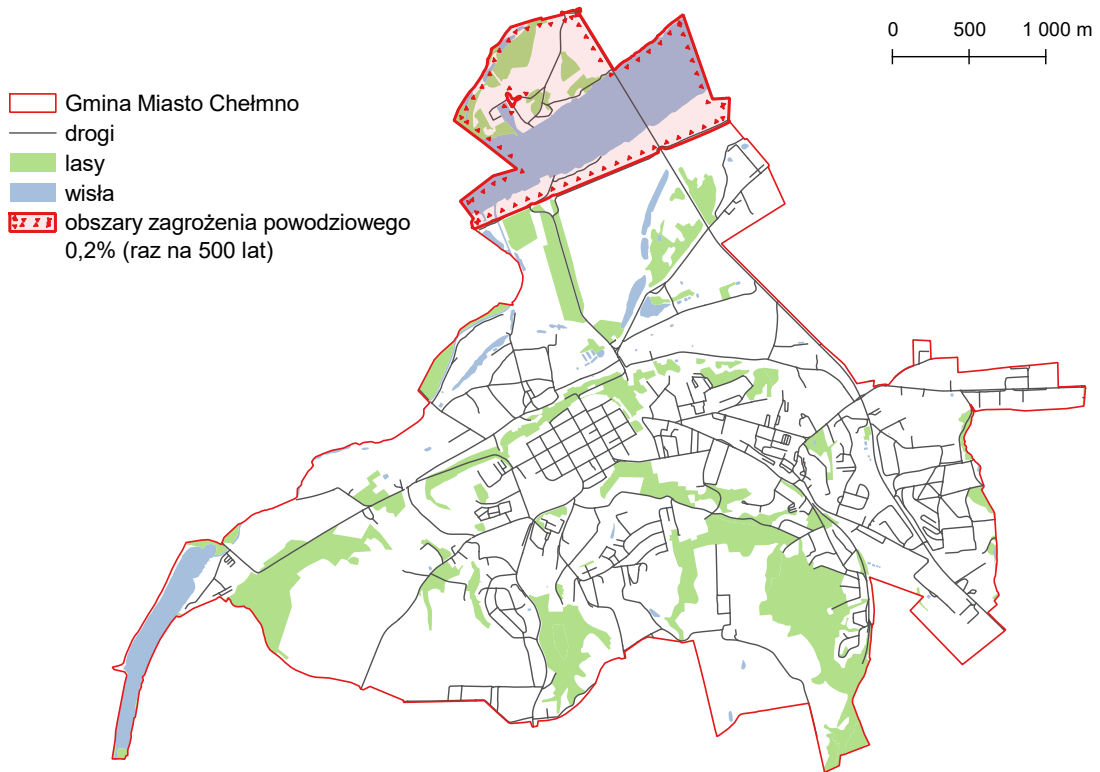 0 500 1 000 m
Gmina Miasto Chełmno
drogi
lasy
wisła
obszary zagrożenia powodziowego
0,2% (raz na 500 lat)